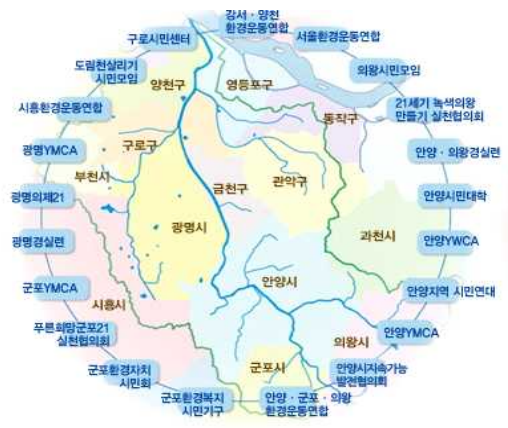 강서 · 양천
환경운동연합
구로시민센터
서울환경운동연합
도림천살리기
시민모임
양천구
영등포구
의왕시민모임
시흥환경운동연합
동작구
21세기 녹색의왕
만들기 실천협의회
광명YMCA
구로구
안양 · 의왕경실련
부천시
금천구
관악구
광명의제21
안양시민대학
광명시
과천시
광명경실련
안양YWCA
안양시
군포YMCA
안양지역 시민연대
시흥시
푸른희망군포21
실천협의회
의왕시
안양YMCA
군포환경자치
시민회
군포시
안양시지속가능
발전협의회
군포환경복지
시민기구
안양 · 군포 · 의왕
환경운동연합